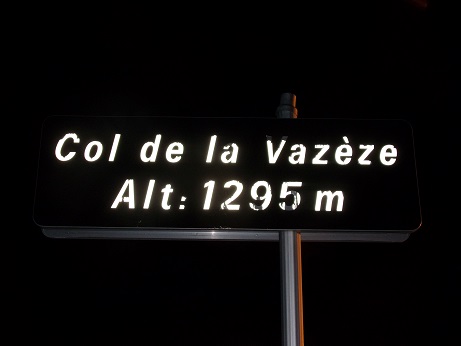 Col de la Vazèze
Alt: 1295 m